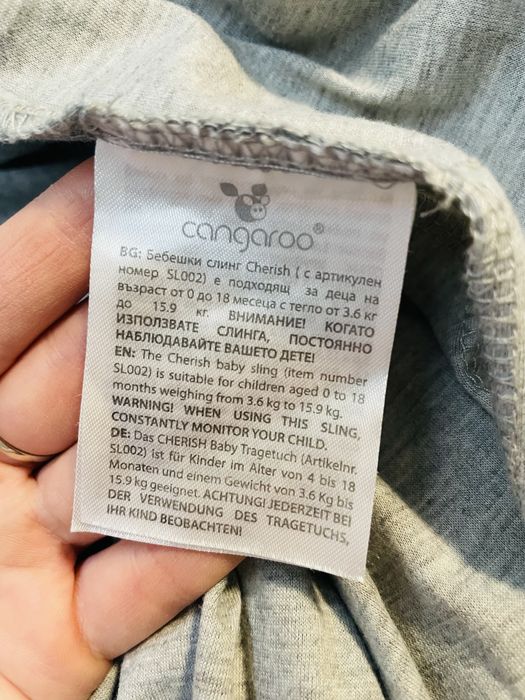 cangaroo®
BG: Бебешки слинг Cherish ( с артикулен
номер SL002) е подходящ за деца на
възраст от 0 до 18 месеца с тегло от 3.6 кг
до 15.9 кг. ВНИМАНИЕ! КОГАТО
ИЗПОЛЗВАТЕ СЛИНГА, ПОСТОЯННО
НАБЛЮДАВАЙТЕ ВАШЕТО ДЕТЕ!
EN: The Cherish baby sling (item number
SL002) is suitable for children aged 0 to 18
months weighing from 3.6 kg to 15.9 kg.
WARNING! WHEN USING THIS SLING,
CONSTANTLY MONITOR YOUR CHILD.
DE: Das CHERISH Baby Tragetuch (Artikelnr.
SL002) ist für Kinder im Alter von 4 bis 18
Monaten und einem Gewicht von 3.6 Kg bis
15.9 kg geeignet. ACHTUNG! JEDERZEIT BEI
DER VERWENDUNG DES TRAGETUCHS,
IHR KIND BEOBACHTEN!